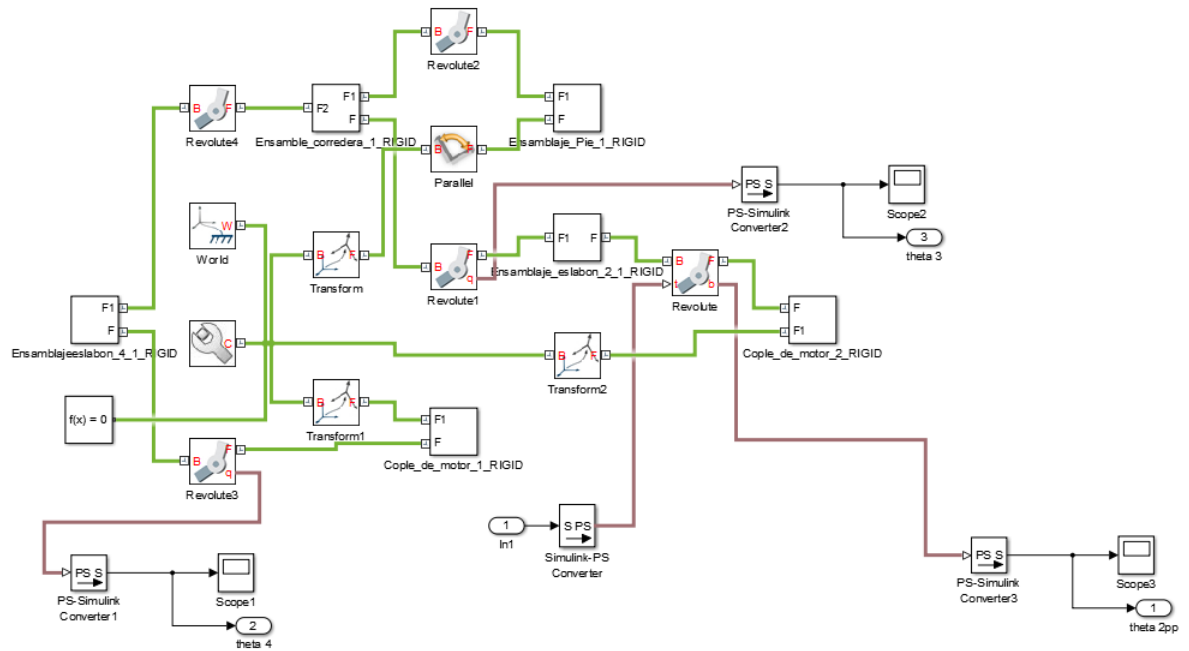 B F
Revolute2
B F
Revolute4
F2 F1 F
Ensamble_corredera_1_RIGID
F1 F
Ensamblaje_Pie_1_RIGID
B F
Parallel
PS S
PS-Simulink
Converter2
Scope2
3
theta 3
W
World
B F
Transform
B F q
Revolute1
F1 F
Ensamblaje_eslabon_2_1_RIGID
B F t b
Revolute
F1 F
Ensamblajeeslabon_4_1_RIGID
C
B F
Transform2
F F1
Cople_de_motor_2_RIGID
f(x) = 0
B F
Transform1
F1 F
Cople_de_motor_1_RIGID
B F q
Revolute3
1
In1
S PS
Simulink-PS
Converter
PS S
PS-Simulink
Converter1
Scope1
2
theta 4
PS S
PS-Simulink
Converter3
Scope3
1
theta 2pp